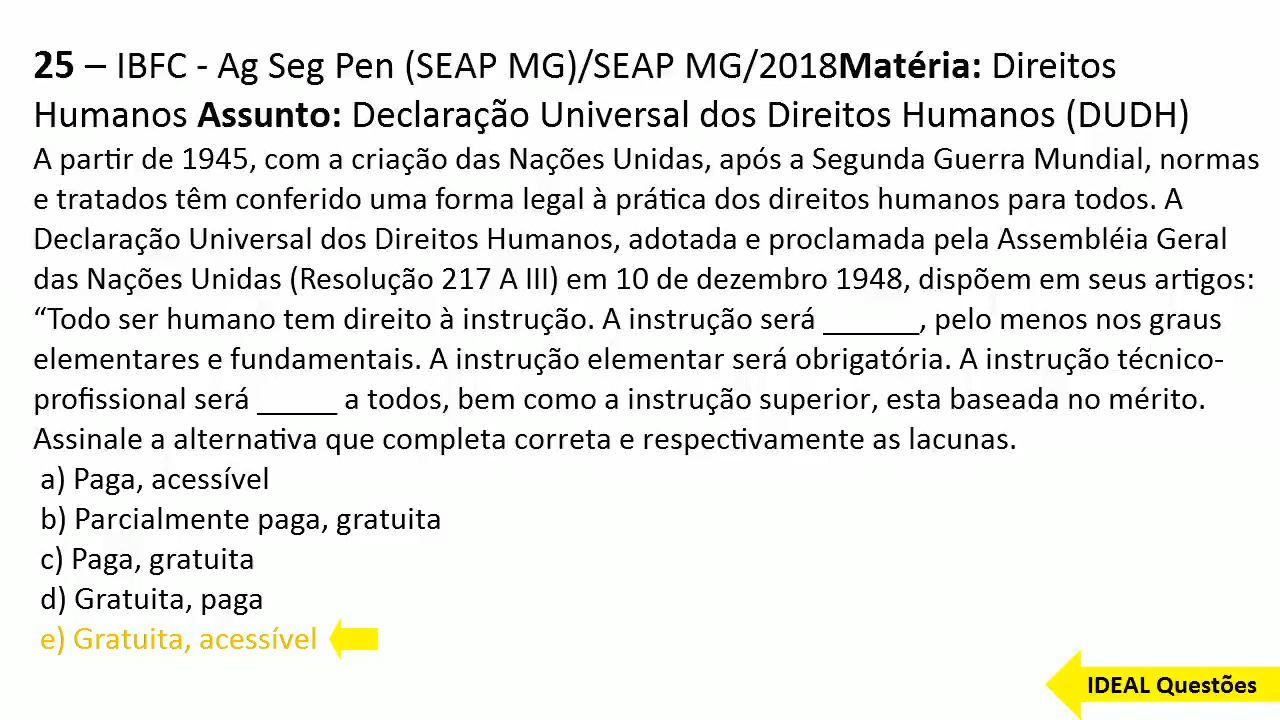 25 – IBFC - Ag Seg Pen (SEAP MG)/SEAP MG/2018Matéria: Direitos
Humanos Assunto: Declaração Universal dos Direitos Humanos (DUDH)
A partir de 1945, com a criação das Nações Unidas, após a Segunda Guerra Mundial, normas
e tratados têm conferido uma forma legal à prática dos direitos humanos para todos. A
Declaração Universal dos Direitos Humanos, adotada e proclamada pela Assembléia Geral
das Nações Unidas (Resolução 217 A III) em 10 de dezembro 1948, dispõem em seus artigos:
“Todo ser humano tem direito à instrução. A instrução será ______, pelo menos nos graus
elementares e fundamentais. A instrução elementar será obrigatória. A instrução técnico-
profissional será _____ a todos, bem como a instrução superior, esta baseada no mérito.
Assinale a alternativa que completa correta e respectivamente as lacunas.
a) Paga, acessível
b) Parcialmente paga, gratuita
c) Paga, gratuita
d) Gratuita, paga
e) Gratuita, acessível
IDEAL Questões